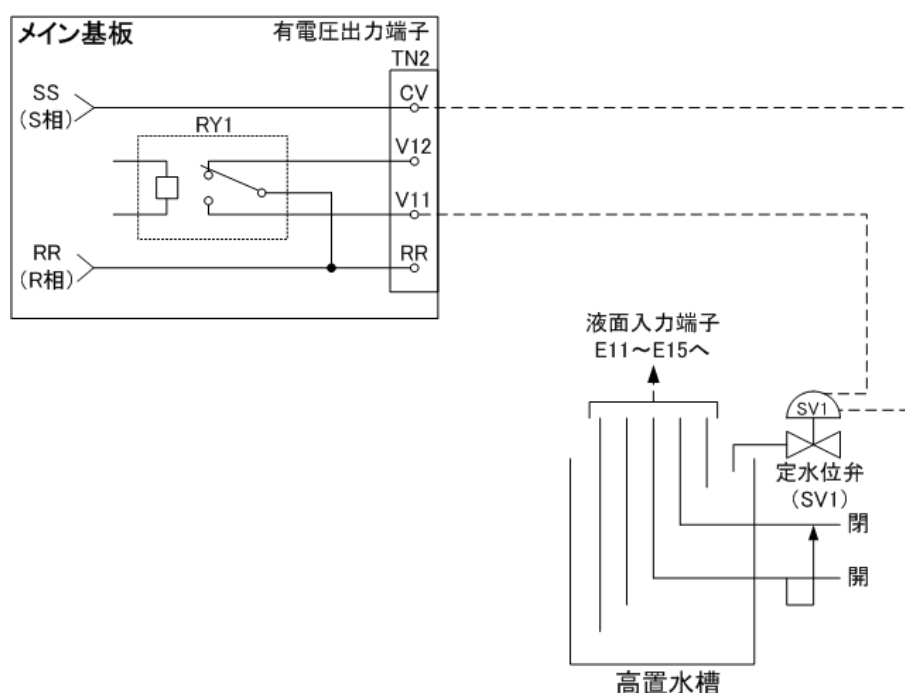 メイン基板
有電圧出力端子
TN2
SS
(S相)
CV
RY1
V12
V11
RR
(R相)
RR
液面入力端子
E11～E15へ
SV1
定水位弁
(SV1)
閉
開
高置水槽